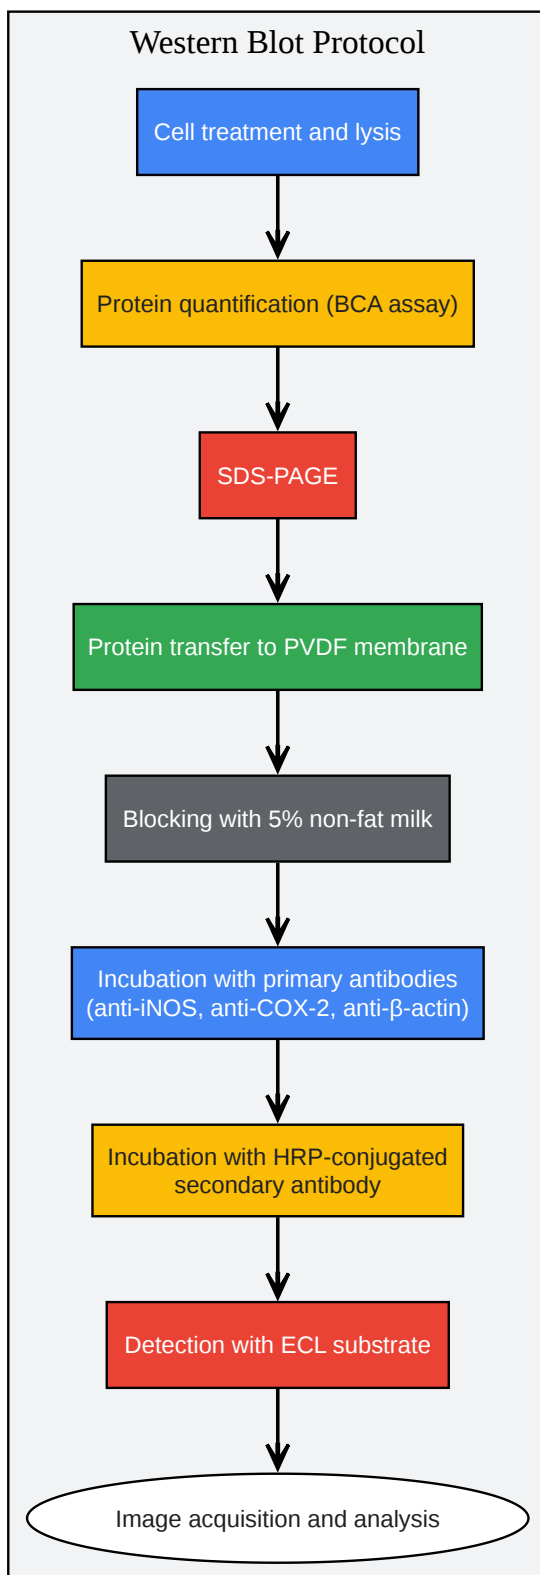 Western Blot Protocol
Cell treatment and lysis
Protein quantification (BCA assay)
SDS-PAGE
Protein transfer to PVDF membrane
Blocking with 5% non-fat milk
Incubation with primary antibodies
(anti-iNOS, anti-COX-2, anti-β-actin)
Incubation with HRP-conjugated
secondary antibody
Detection with ECL substrate
Image acquisition and analysis